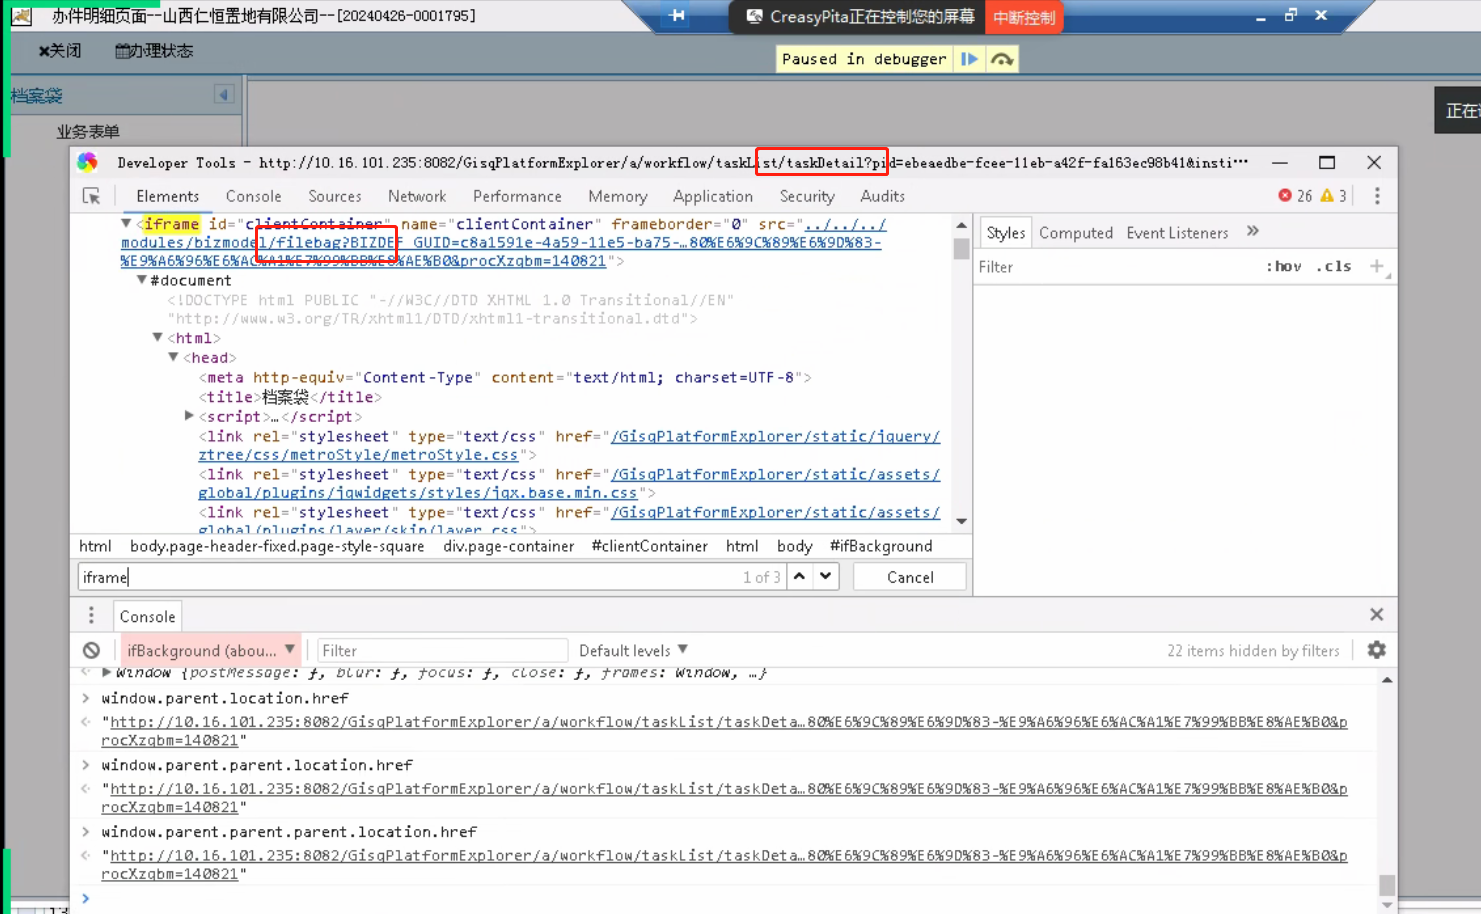 办件明细页面--山西仁恒置地有限公司--[20240426-0001795]
CreasyPita正在控制您的屏幕
中断控制
关闭
办理状态
Paused in debugger
档案袋
业务表单
正在
Developer Tools - http://10.16.101.235:8082/GisqPlatformExplorer/a/workflow/taskList/taskDetail?pid=ebeaedbe-fcee-11eb-a42f-fa163ec98b41&insti…
Elements Console Sources Network Performance Memory Application Security Audits
26 3
<iframe id="clientContainer" name="clientContainer" frameborder="0" src="../../../
modules/bizmodel/filebag?BIZDEF_GUID=c8a1591e-4a59-11e5-ba75-…80%E6%9C%89%E6%9D%83-
%E9%A6%96%E6%AC%A1%E7%99%BB%E8%AE%B0&procXzqbm=140821">
#document
<!DOCTYPE html PUBLIC "-//W3C//DTD XHTML 1.0 Transitional//EN"
"http://www.w3.org/TR/xhtml1/DTD/xhtml1-transitional.dtd">
<html>
<head>
<meta http-equiv="Content-Type" content="text/html; charset=UTF-8">
<title>档案袋</title>
<script>…</script>
<link rel="stylesheet" type="text/css" href="/GisqPlatformExplorer/static/jquery/
ztree/css/metroStyle/metroStyle.css">
<link rel="stylesheet" type="text/css" href="/GisqPlatformExplorer/static/assets/
global/plugins/jqwidgets/styles/jqx.base.min.css">
<link rel="stylesheet" type="text/css" href="/GisqPlatformExplorer/static/assets/
global/plugins/layer/skin/layer.css">
html body.page-header-fixed.page-style-square div.page-container #clientContainer html body #ifBackground
iframe 1 of 3 Cancel
Styles Computed Event Listeners »
Filter :hov .cls +
Console
ifBackground (abou... Filter Default levels 22 items hidden by filters
Window {postMessage: ƒ, blur: ƒ, focus: ƒ, close: ƒ, frames: Window, …}
> window.parent.location.href
"http://10.16.101.235:8082/GisqPlatformExplorer/a/workflow/taskList/taskDeta…80%E6%9C%89%E6%9D%83-%E9%A6%96%E6%AC%A1%E7%99%BB%E8%AE%B0&p
rocXzqbm=140821"
> window.parent.parent.location.href
"http://10.16.101.235:8082/GisqPlatformExplorer/a/workflow/taskList/taskDeta…80%E6%9C%89%E6%9D%83-%E9%A6%96%E6%AC%A1%E7%99%BB%E8%AE%B0&p
rocXzqbm=140821"
> window.parent.parent.parent.location.href
"http://10.16.101.235:8082/GisqPlatformExplorer/a/workflow/taskList/taskDeta…80%E6%9C%89%E6%9D%83-%E9%A6%96%E6%AC%A1%E7%99%BB%E8%AE%B0&p
rocXzqbm=140821"
>